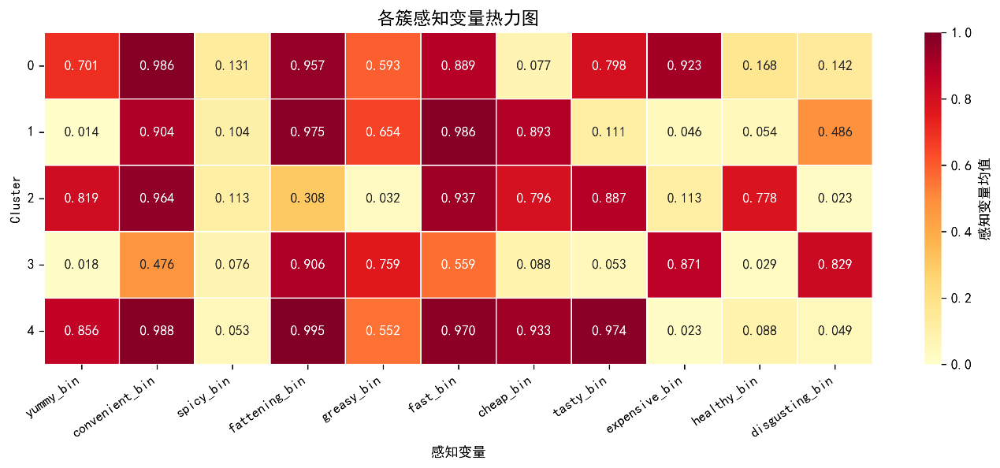 各簇感知变量热力图
Cluster
0 0.701 0.986 0.131 0.957 0.593 0.889 0.077 0.798 0.923 0.168 0.142
1 0.014 0.904 0.104 0.975 0.654 0.986 0.893 0.111 0.046 0.054 0.486
2 0.819 0.964 0.113 0.308 0.032 0.937 0.796 0.887 0.113 0.778 0.023
3 0.018 0.476 0.076 0.906 0.759 0.559 0.088 0.053 0.871 0.029 0.829
4 0.856 0.988 0.053 0.995 0.552 0.970 0.933 0.974 0.023 0.088 0.049
yummy_bin convenient_bin spicy_bin fattening_bin greasy_bin fast_bin cheap_bin tasty_bin expensive_bin healthy_bin disgusting_bin
感知变量
1.0
0.8
0.6
0.4
0.2
0.0
感知变量均值